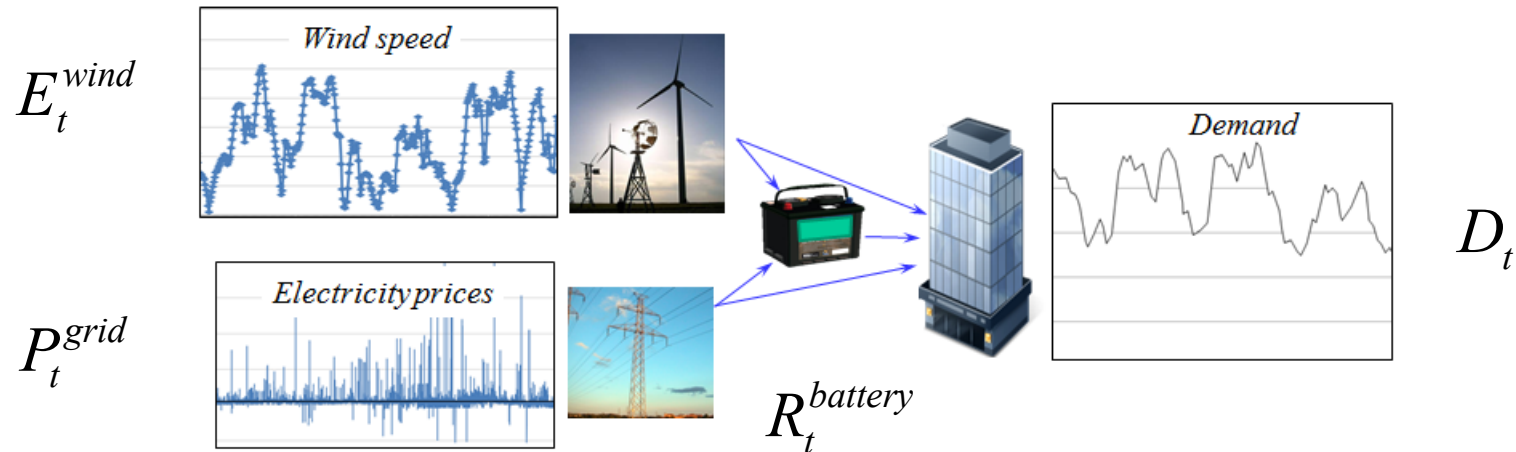 Wind speed
E_t^{wind}
Demand
D_t
Electricity prices
P_t^{grid}
R_t^{battery}